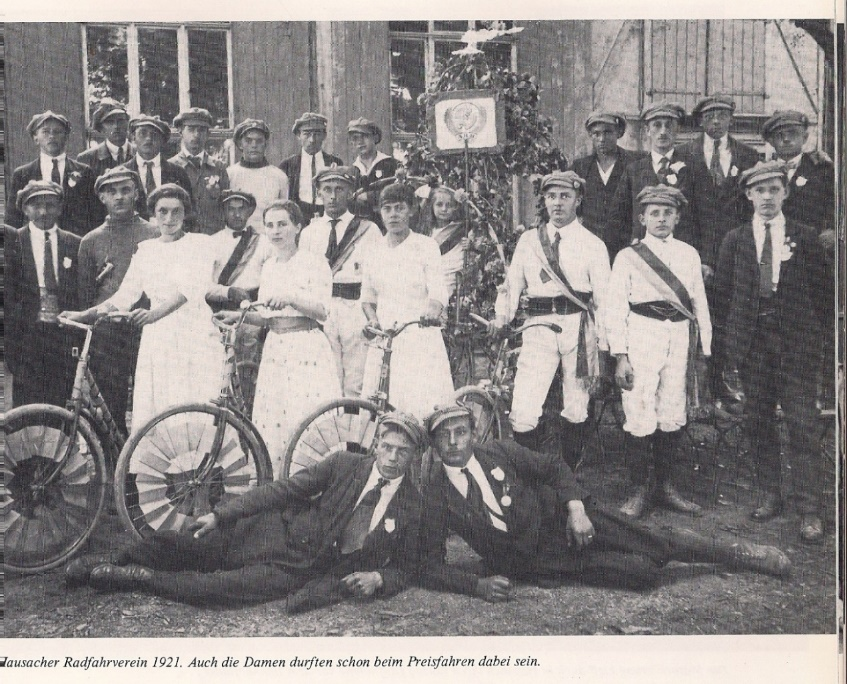 Hausacher Radfahrverein 1921. Auch die Damen durften schon beim Preisfahren dabei sein.